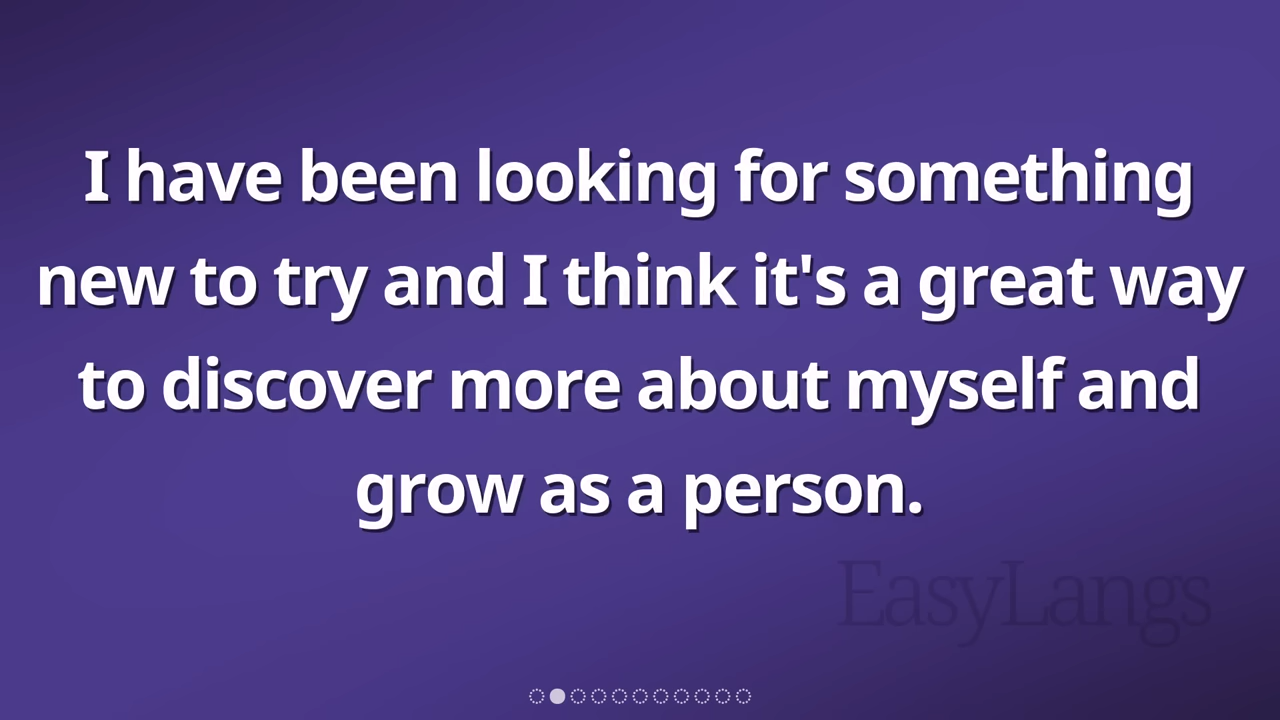 I have been looking for something
new to try and I think it's a great way
to discover more about myself and
grow as a person.
EasyLangs